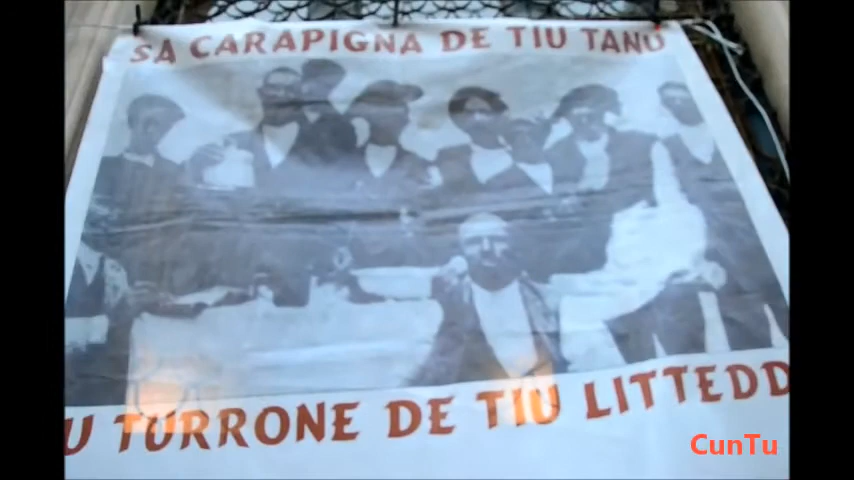 SA CARAPIGNA DE TIU TANU
U TURRONE DE TIU LITTEDD
CunTu